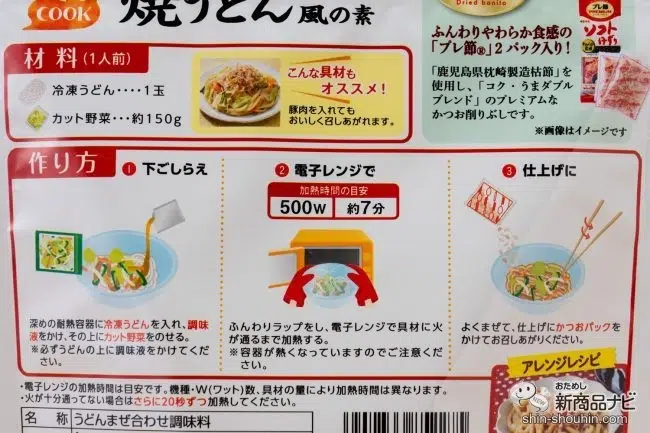 COOK
焼うどん風の素
Dried bonito
ふんわりやわらか食感の
「プレ節®」2パック入り!
「鹿児島県枕崎製造枯節」を
使用し、「コク・うまダブル
ブレンド」のプレミアムな
かつお削りぶしです。
※画像はイメージです
プレ節
ソフト
材料(1人前)
冷凍うどん・・・・1玉
カット野菜・・・約150g
こんな具材も
オススメ!
豚肉を入れても
おいしく召しあがれます。
作り方
1 下ごしらえ
深めの耐熱容器に冷凍うどんを入れ、調味
液をかけ、その上にカット野菜をのせる。
※必ずうどんの上に調味液をかけてください。
2 電子レンジで
加熱時間の目安
500W 約7分
ふんわりラップをし、電子レンジで具材に火
が通るまで加熱する。
※容器が熱くなっていますのでご注意くだ
さい。
3 仕上げに
よくまぜて、仕上げにかつおパックを
かけてお召しあがりください。
・電子レンジの加熱時間は目安です。機種・W(ワット)数、具材の量により加熱時間は異なります。
・火が十分通ってない場合はさらに20秒ずつ加熱してください。
アレンジレシピ
名称 うどんまぜ合わせ調味料
おためし
新商品ナビ
NEW
shin-shouhin.com